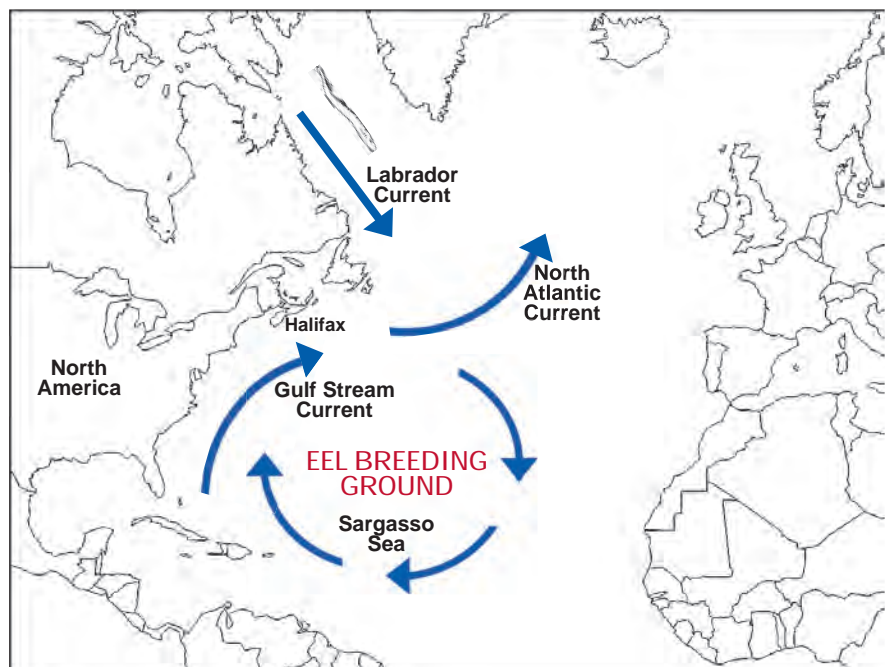 Labrador
Current
North
Atlantic
Current
Halifax
North
America
Gulf Stream
Current
EEL BREEDING
GROUND
Sargasso
Sea